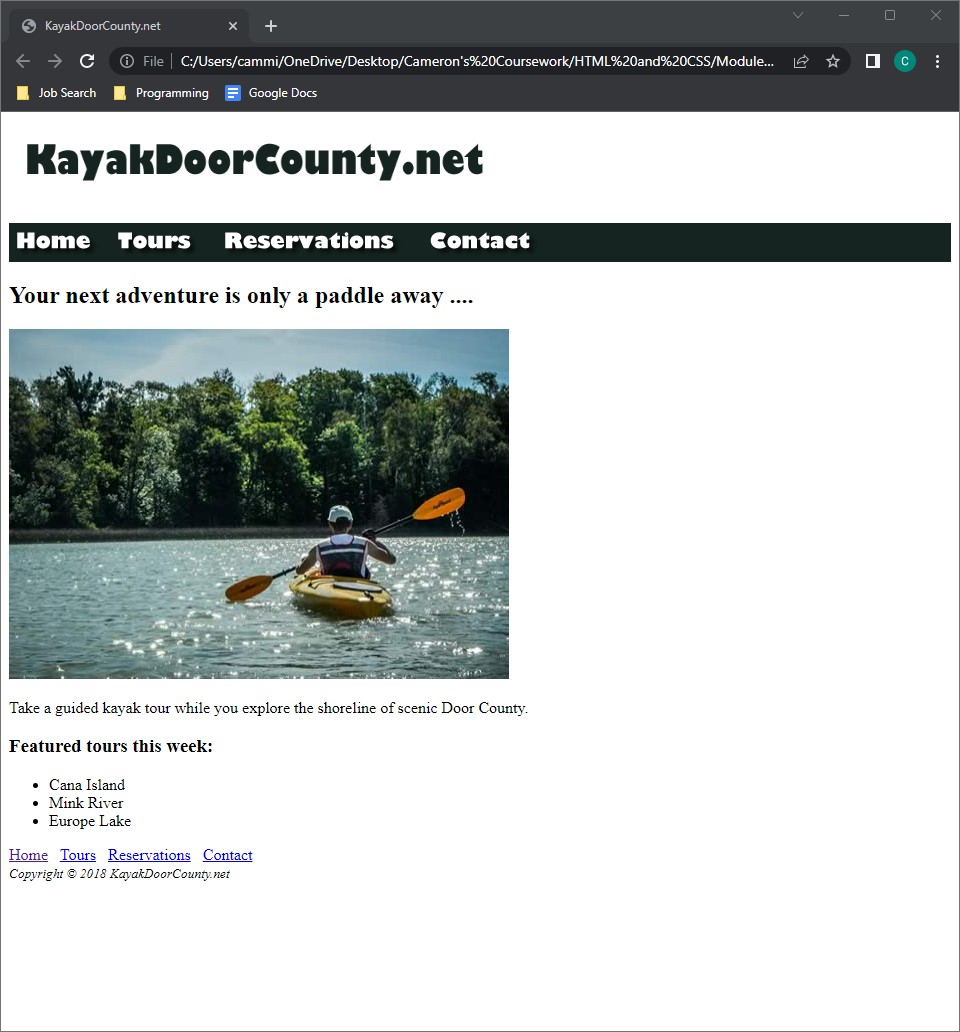 KayakDoorCounty.net
File C:/Users/cammi/OneDrive/Desktop/Cameron's%20Coursework/HTML%20and%20CSS/Module...
C
Job Search Programming Google Docs
KayakDoorCounty.net
Home Tours Reservations Contact
Your next adventure is only a paddle away ....
Take a guided kayak tour while you explore the shoreline of scenic Door County.
Featured tours this week:
• Cana Island
• Mink River
• Europe Lake
Home Tours Reservations Contact
Copyright © 2018 KayakDoorCounty.net